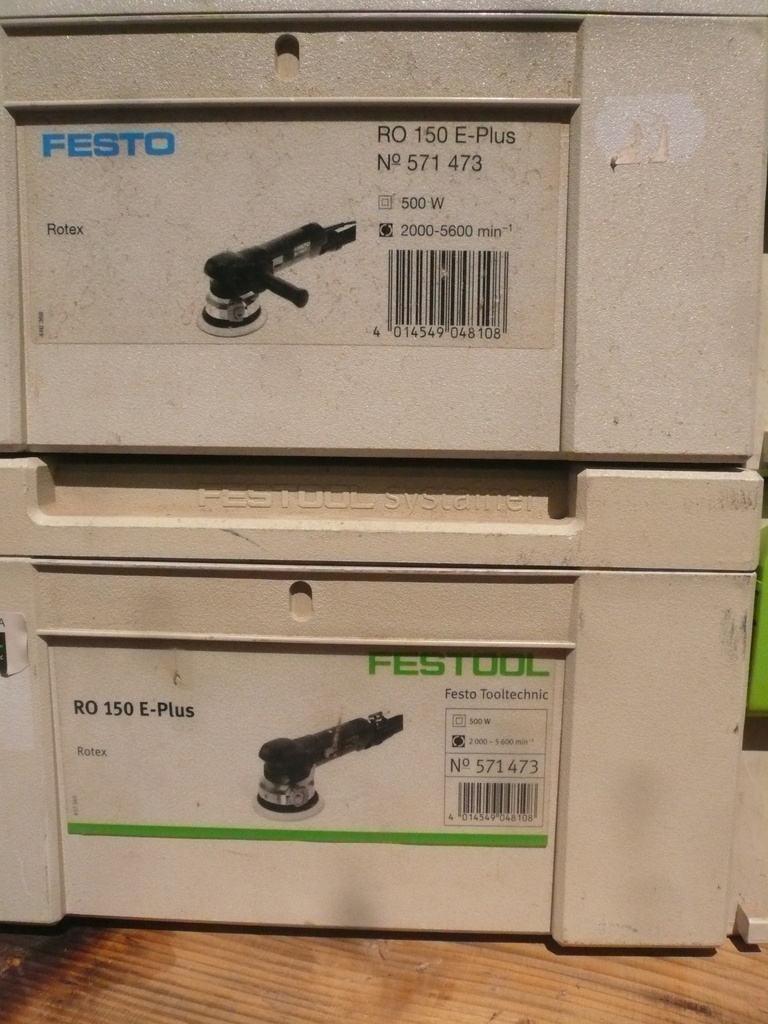 FESTO
RO 150 E-Plus
Nº 571 473
500 W
Rotex
2000-5600 min⁻¹
4 014549 048108
FESTOOL systainer
FESTOOL
Festo Tooltechnic
RO 150 E-Plus
500 W
2 000 – 5 600 min⁻¹
Rotex
Nº 571 473
4 014549 048108